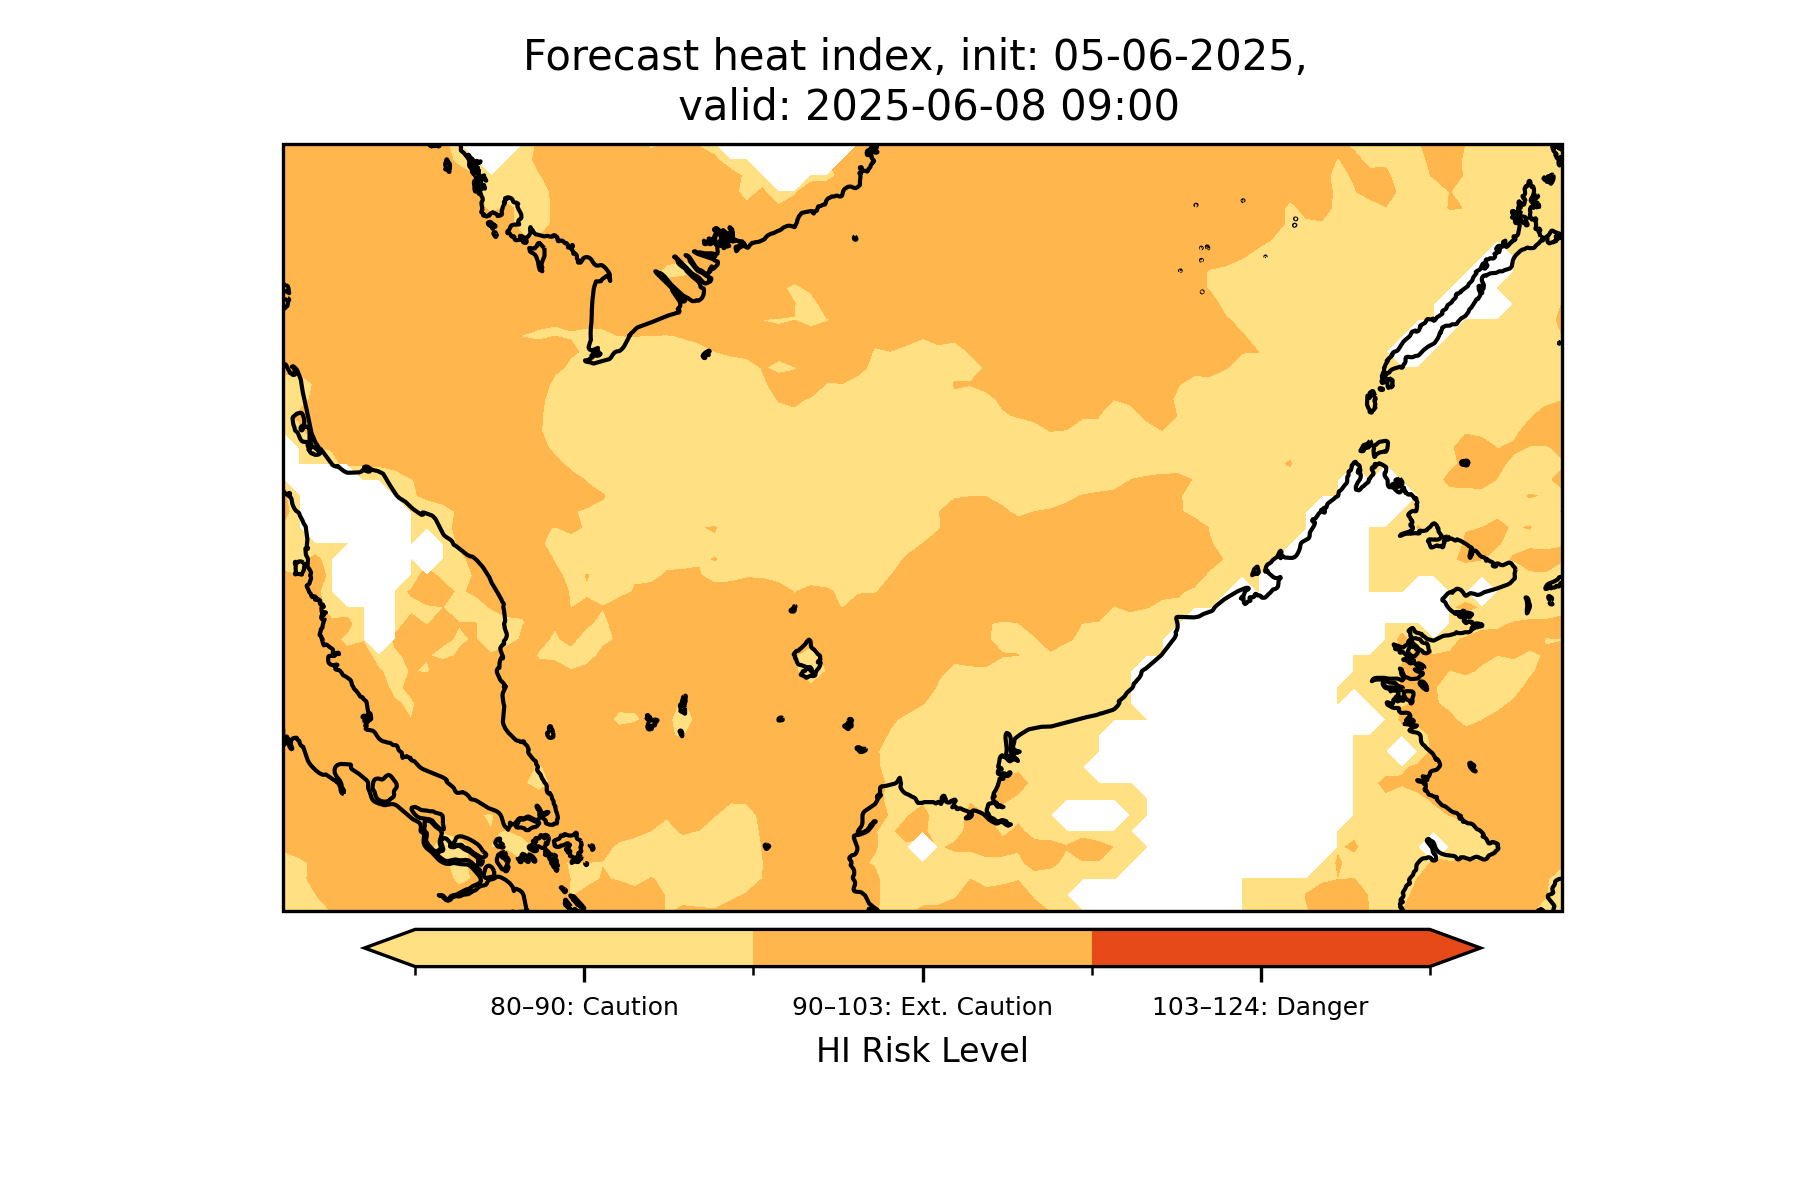 Forecast heat index, init: 05-06-2025,
valid: 2025-06-08 09:00
80–90: Caution
90–103: Ext. Caution
103–124: Danger
HI Risk Level